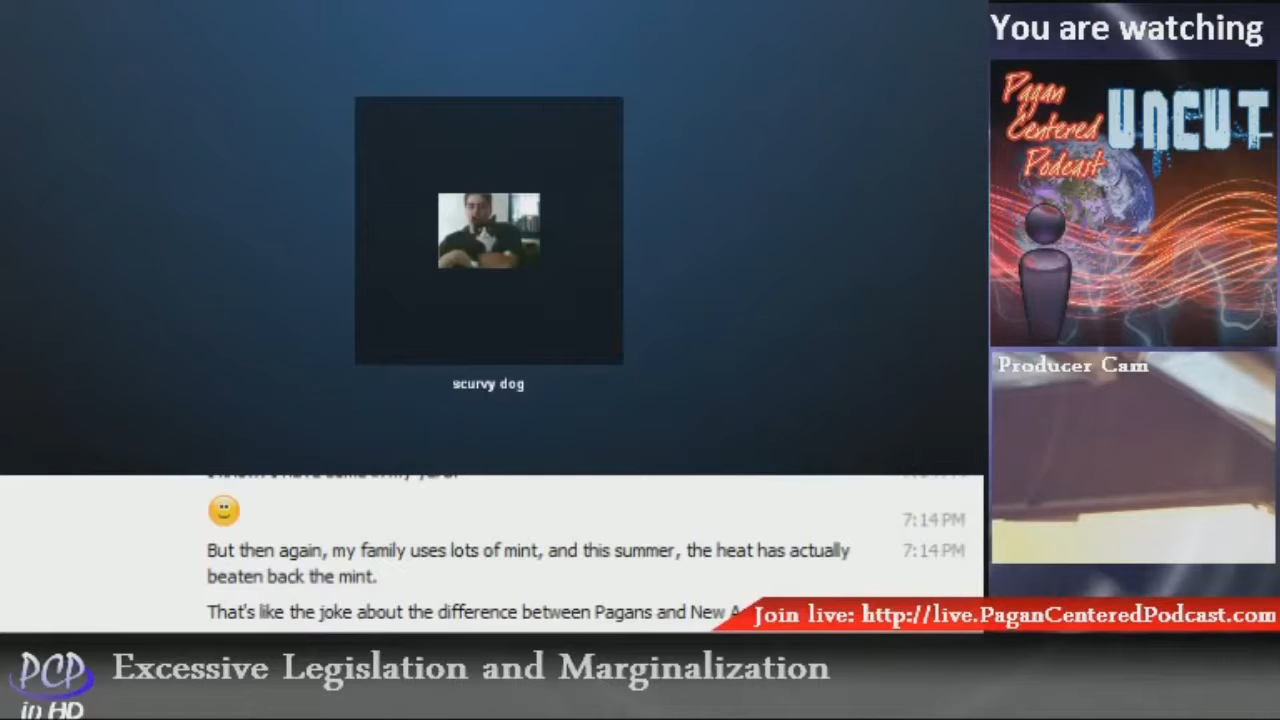 You are watching
Pagan
Centered
Podcast
UNCUT
Producer Cam
scurvy dog
7:14 PM
But then again, my family uses lots of mint, and this summer, the heat has actually
7:14 PM
beaten back the mint.
That's like the joke about the difference between Pagans and New
Join live: http://live.PaganCenteredPodcast.com
PCP
in HD
Excessive Legislation and Marginalization